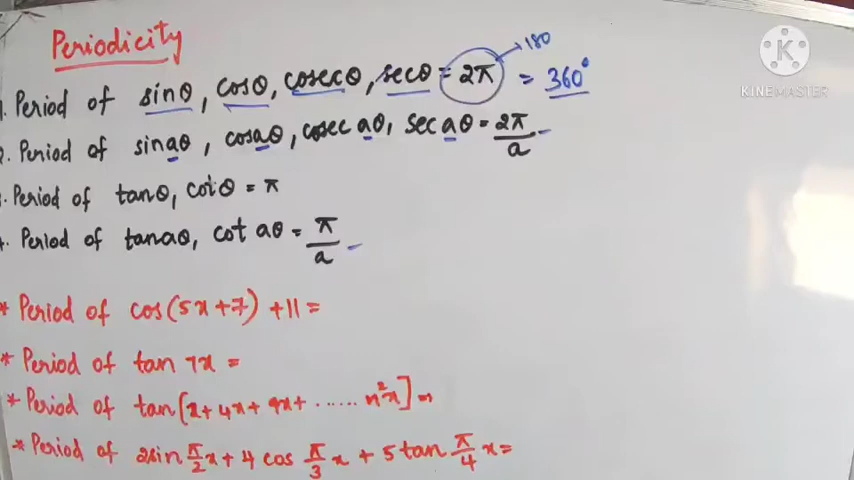 Periodicity
180
KINEMASTER
1. Period of sinθ, cosθ, cosecθ, secθ = 2π = 360°
2. Period of sinaθ, cosaθ, cosec aθ, sec aθ = 2π/a
3. Period of tanθ, cotθ = π
4. Period of tanaθ, cot aθ = π/a
* Period of cos(5x+7) + 11 =
* Period of tan 7x =
* Period of tan[x+4x+9x+......n²x] =
* Period of 2sin π/2 x + 4 cos π/3 x + 5 tan π/4 x =